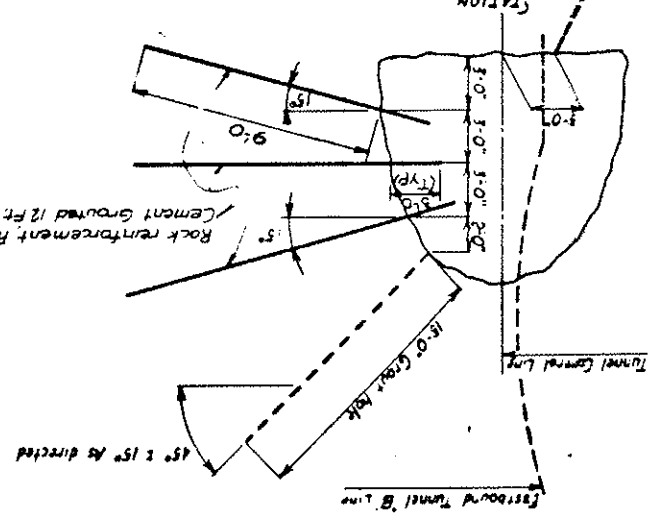 Eastbound Tunnel "B" Line
45° ± 15° As directed
15'-0" Grout hole
Tunnel Control Line
2'-0"
5°
Rock reinforcement,
Cement Grouted 12 Ft.
3'-0
(Typ)
3'-0"
3'-0"
9'-0
15°
3'-0"
3'-0
STATION